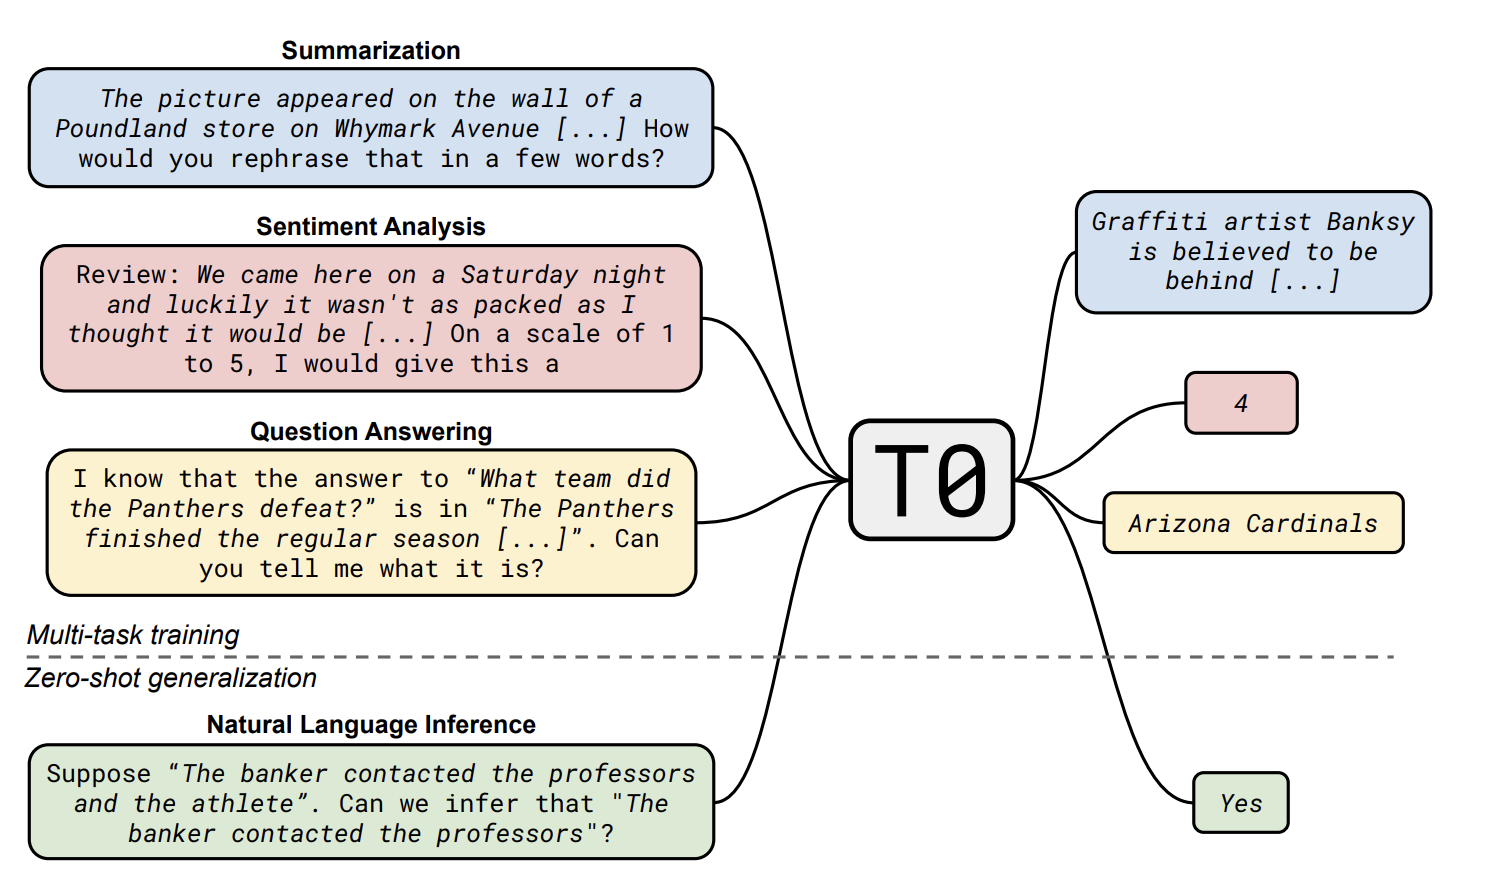 Summarization
The picture appeared on the wall of a
Poundland store on Whymark Avenue [...] How
would you rephrase that in a few words?
Sentiment Analysis
Review: We came here on a Saturday night
and luckily it wasn't as packed as I
thought it would be [...] On a scale of 1
to 5, I would give this a
Question Answering
I know that the answer to “What team did
the Panthers defeat?” is in “The Panthers
finished the regular season [...]”. Can
you tell me what it is?
Multi-task training
Zero-shot generalization
Natural Language Inference
Suppose “The banker contacted the professors
and the athlete”. Can we infer that "The
banker contacted the professors"?
T0
Graffiti artist Banksy
is believed to be
behind [...]
4
Arizona Cardinals
Yes